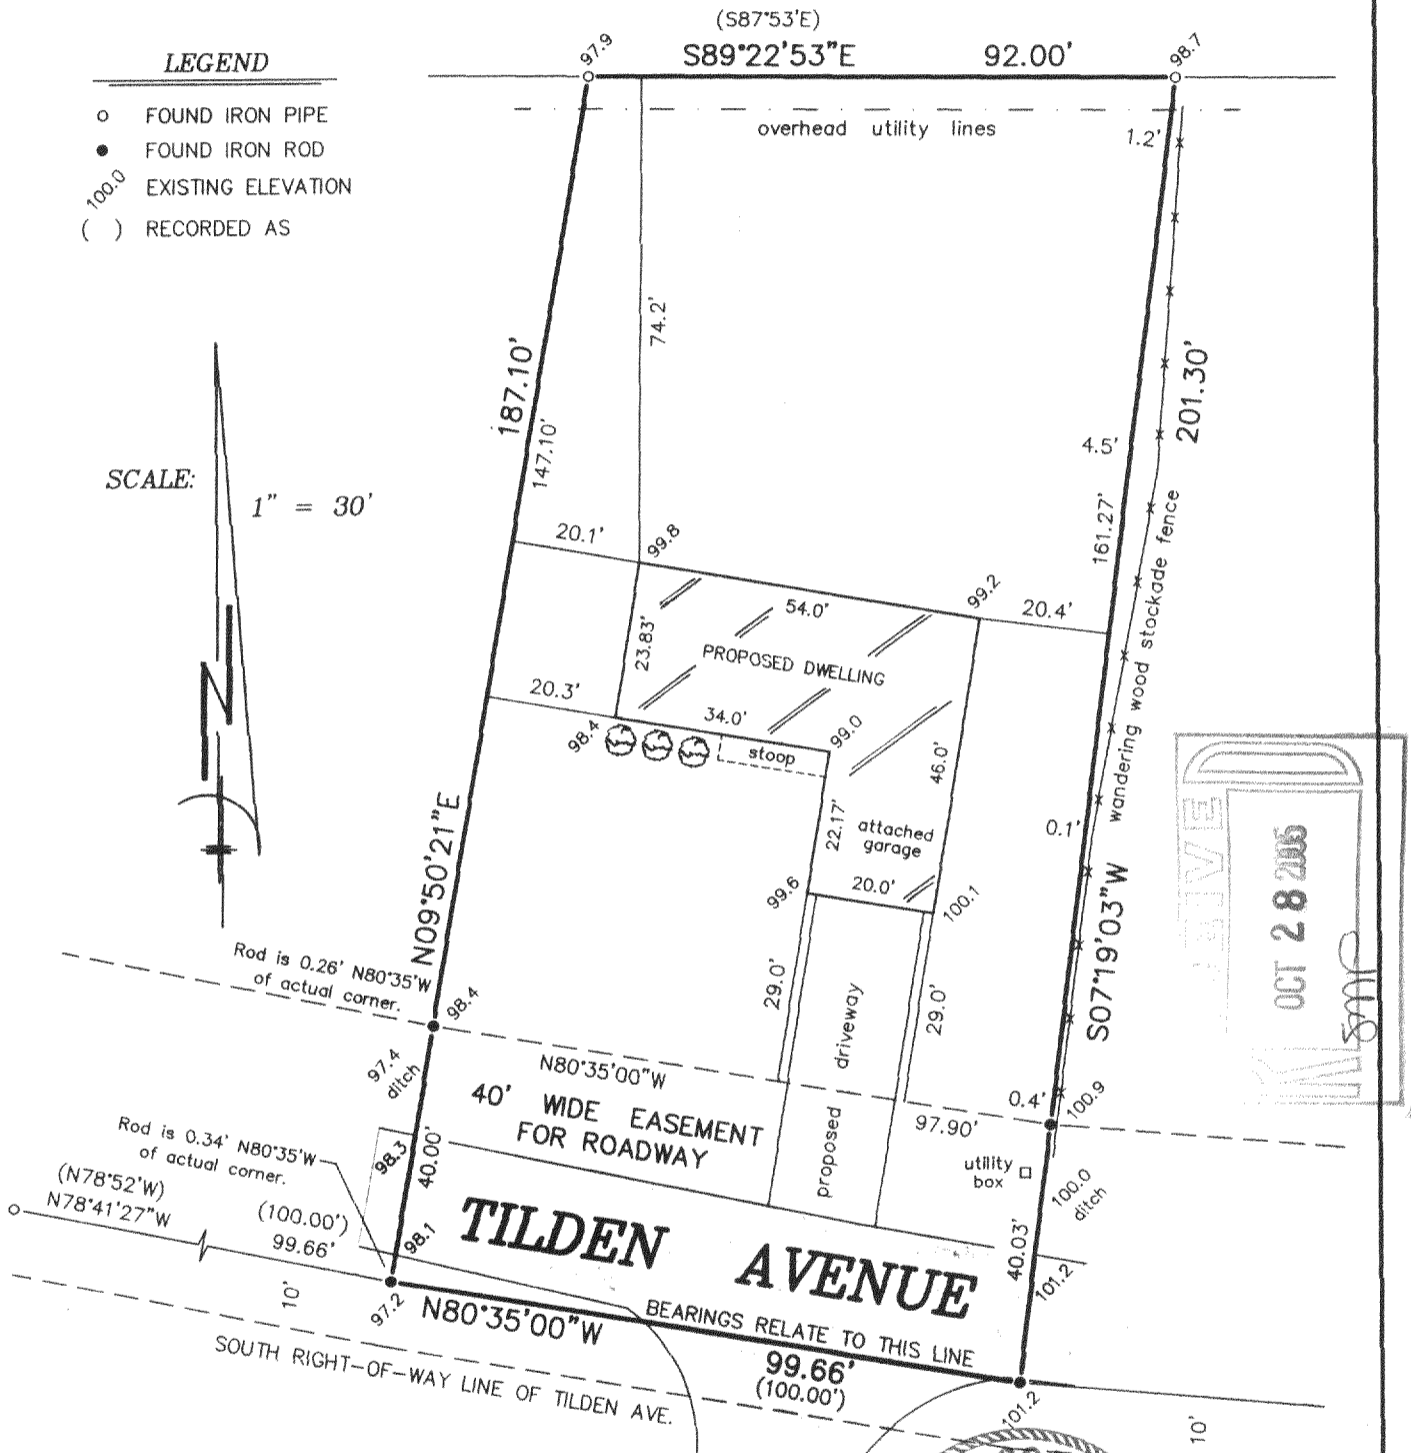 (S87°53'E)
S89°22'53"E 92.00'
97.9
98.7
LEGEND
FOUND IRON PIPE
FOUND IRON ROD
100.0 EXISTING ELEVATION
( ) RECORDED AS
overhead utility lines
1.2'
74.2'
187.10'
147.10'
201.30'
4.5'
161.27'
SCALE:
1" = 30'
N
20.1'
99.8
54.0'
99.2
20.4'
23.83'
PROPOSED DWELLING
20.3'
34.0'
98.4
99.0
stoop
46.0'
wandering wood stockade fence
22.17'
attached
garage
0.1'
20.0'
99.6
100.1
N09°50'21"E
S07°19'03"W
OCT 28 2005
Rod is 0.26' N80°35'W
of actual corner.
98.4
29.0'
29.0'
driveway
proposed
97.4
ditch
N80°35'00"W
0.4'
100.9
97.90'
40' WIDE EASEMENT
FOR ROADWAY
Rod is 0.34' N80°35'W
of actual corner.
98.3
40.00'
utility
box
100.0
ditch
(N78°52'W)
N78°41'27"W
(100.00')
99.66'
98.1
TILDEN AVENUE
40.03'
101.2
10'
97.2
N80°35'00"W
BEARINGS RELATE TO THIS LINE
99.66'
(100.00')
SOUTH RIGHT-OF-WAY LINE OF TILDEN AVE.
101.2
10'